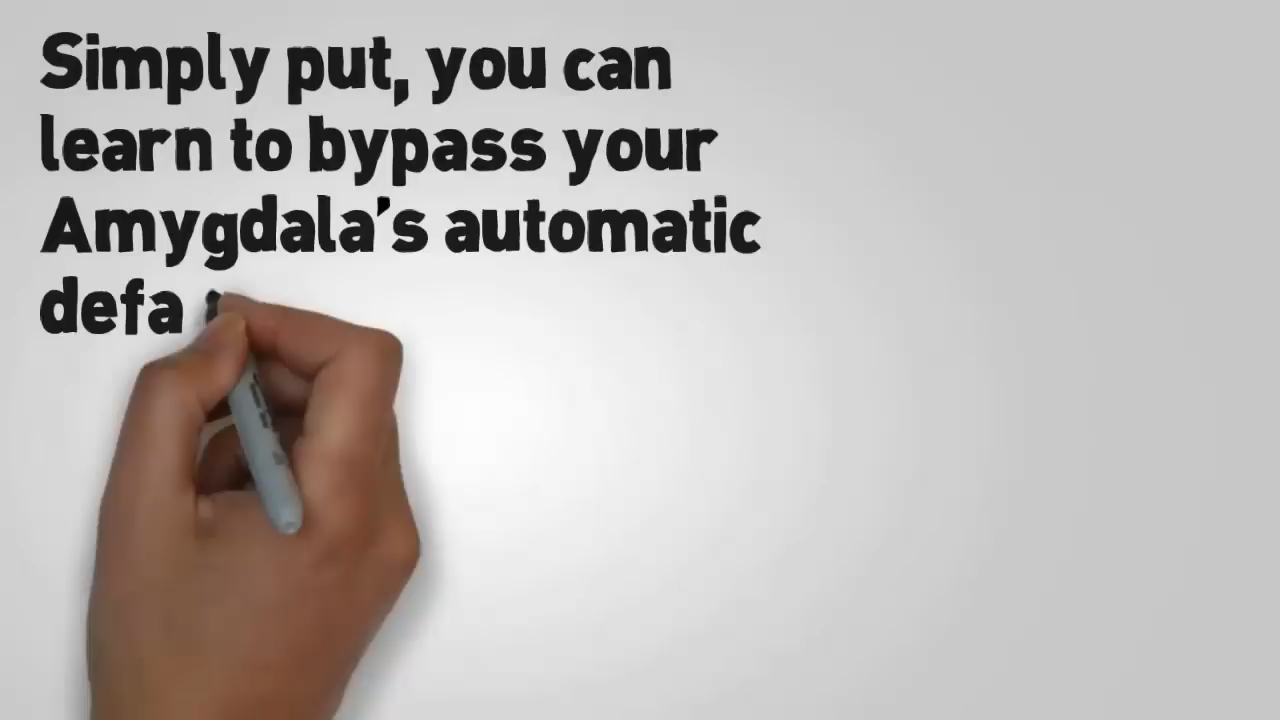 Simply put, you can
learn to bypass your
Amygdala's automatic
defa